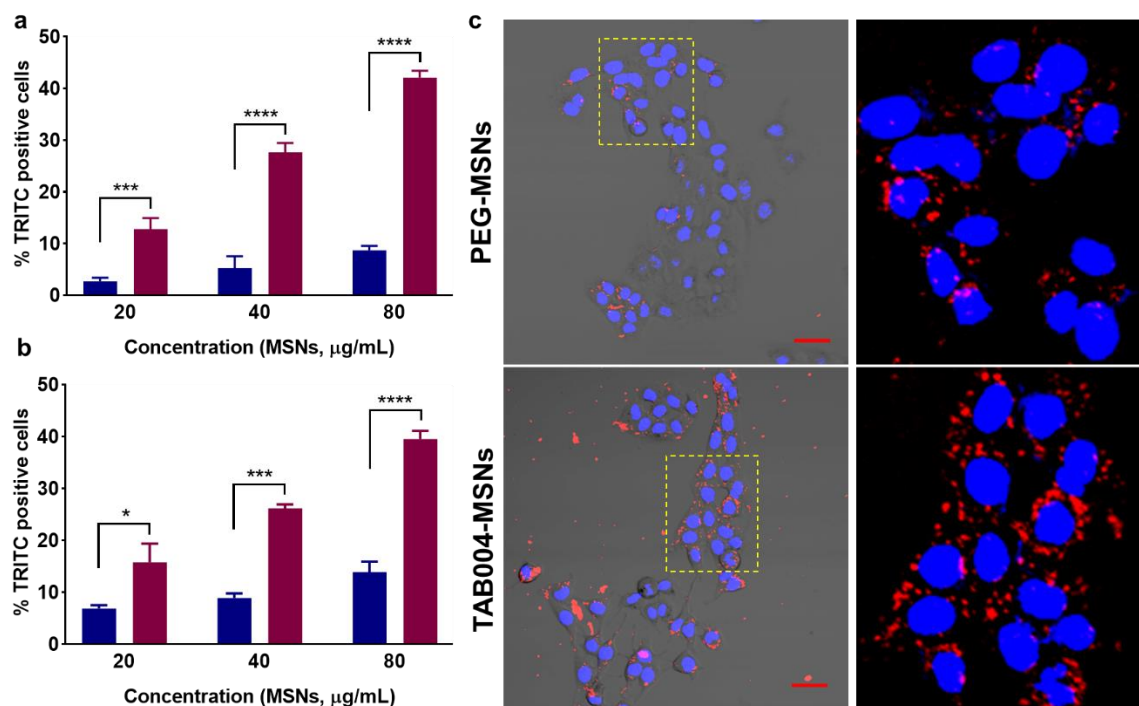 a
50
40
30
20
10
0
% TRITC positive cells
***
****
****
20 40 80
Concentration (MSNs, μg/mL)
b
50
40
30
20
10
0
% TRITC positive cells
*
***
****
20 40 80
Concentration (MSNs, μg/mL)
c
PEG-MSNs
TAB004-MSNs